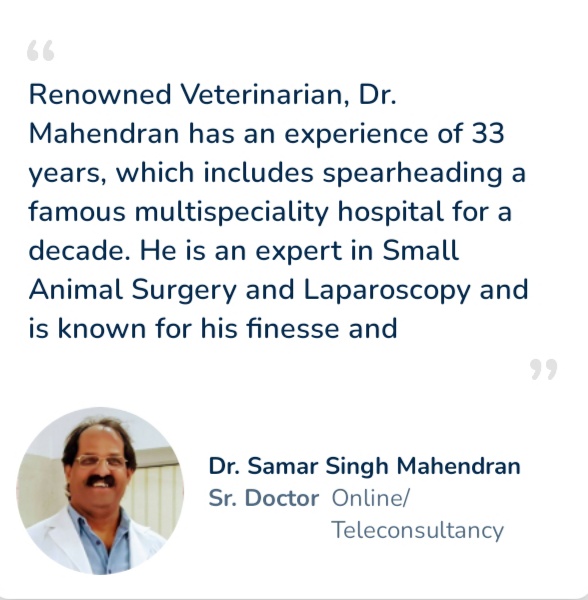 “
Renowned Veterinarian, Dr.
Mahendran has an experience of 33
years, which includes spearheading a
famous multispeciality hospital for a
decade. He is an expert in Small
Animal Surgery and Laparoscopy and
is known for his finesse and
”
Dr. Samar Singh Mahendran
Sr. Doctor Online/
Teleconsultancy